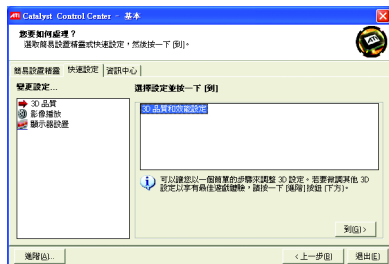 ATI Catalyst Control Center - 基本
您要如何處理？
選取簡易設置精靈或快速設定，然後按一下 [到]。
簡易設置精靈
快速設定
資訊中心
變更設定...
3D 品質
影像播放
顯示器設置
選擇設定並按一下 [到]
3D 品質和效能設定
可以讓您以一個簡單的步驟來調整 3D 設定。若要微調其他 3D
設定以享有最佳遊戲體驗，請按一下 [進階] 按鈕 (下方)。
到(G) >
進階(A)...
< 上一步(B)
退出(E)